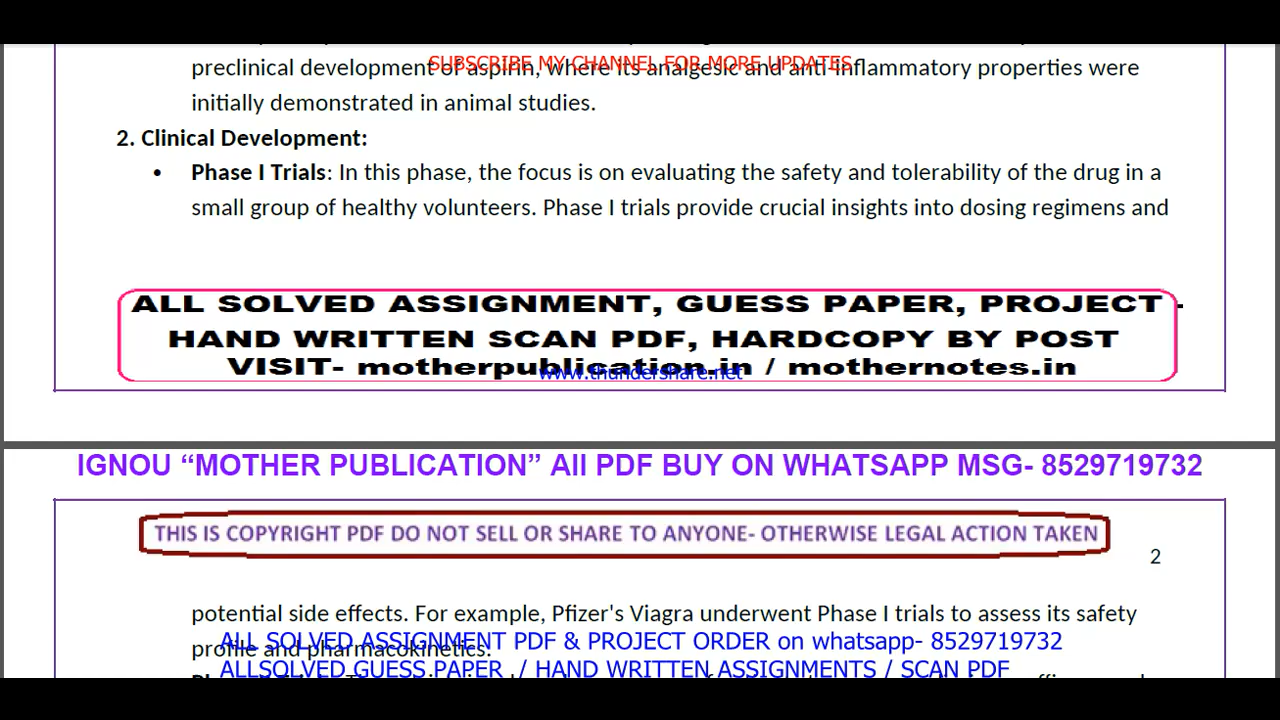 SUBSCRIBE MY CHANNEL FOR MORE UPDATES
preclinical development of aspirin, where its analgesic and anti-inflammatory properties were
initially demonstrated in animal studies.
2. Clinical Development:
• Phase I Trials: In this phase, the focus is on evaluating the safety and tolerability of the drug in a
small group of healthy volunteers. Phase I trials provide crucial insights into dosing regimens and
ALL SOLVED ASSIGNMENT, GUESS PAPER, PROJECT -
HAND WRITTEN SCAN PDF, HARDCOPY BY POST
VISIT- motherpublication.in / mothernotes.in
www.thundershare.net
IGNOU “MOTHER PUBLICATION” All PDF BUY ON WHATSAPP MSG- 8529719732
THIS IS COPYRIGHT PDF DO NOT SELL OR SHARE TO ANYONE- OTHERWISE LEGAL ACTION TAKEN
2
potential side effects. For example, Pfizer's Viagra underwent Phase I trials to assess its safety
ALL SOLVED ASSIGNMENT PDF & PROJECT ORDER on whatsapp- 8529719732
profile and pharmacokinetics.
ALLSOLVED GUESS PAPER / HAND WRITTEN ASSIGNMENTS / SCAN PDF